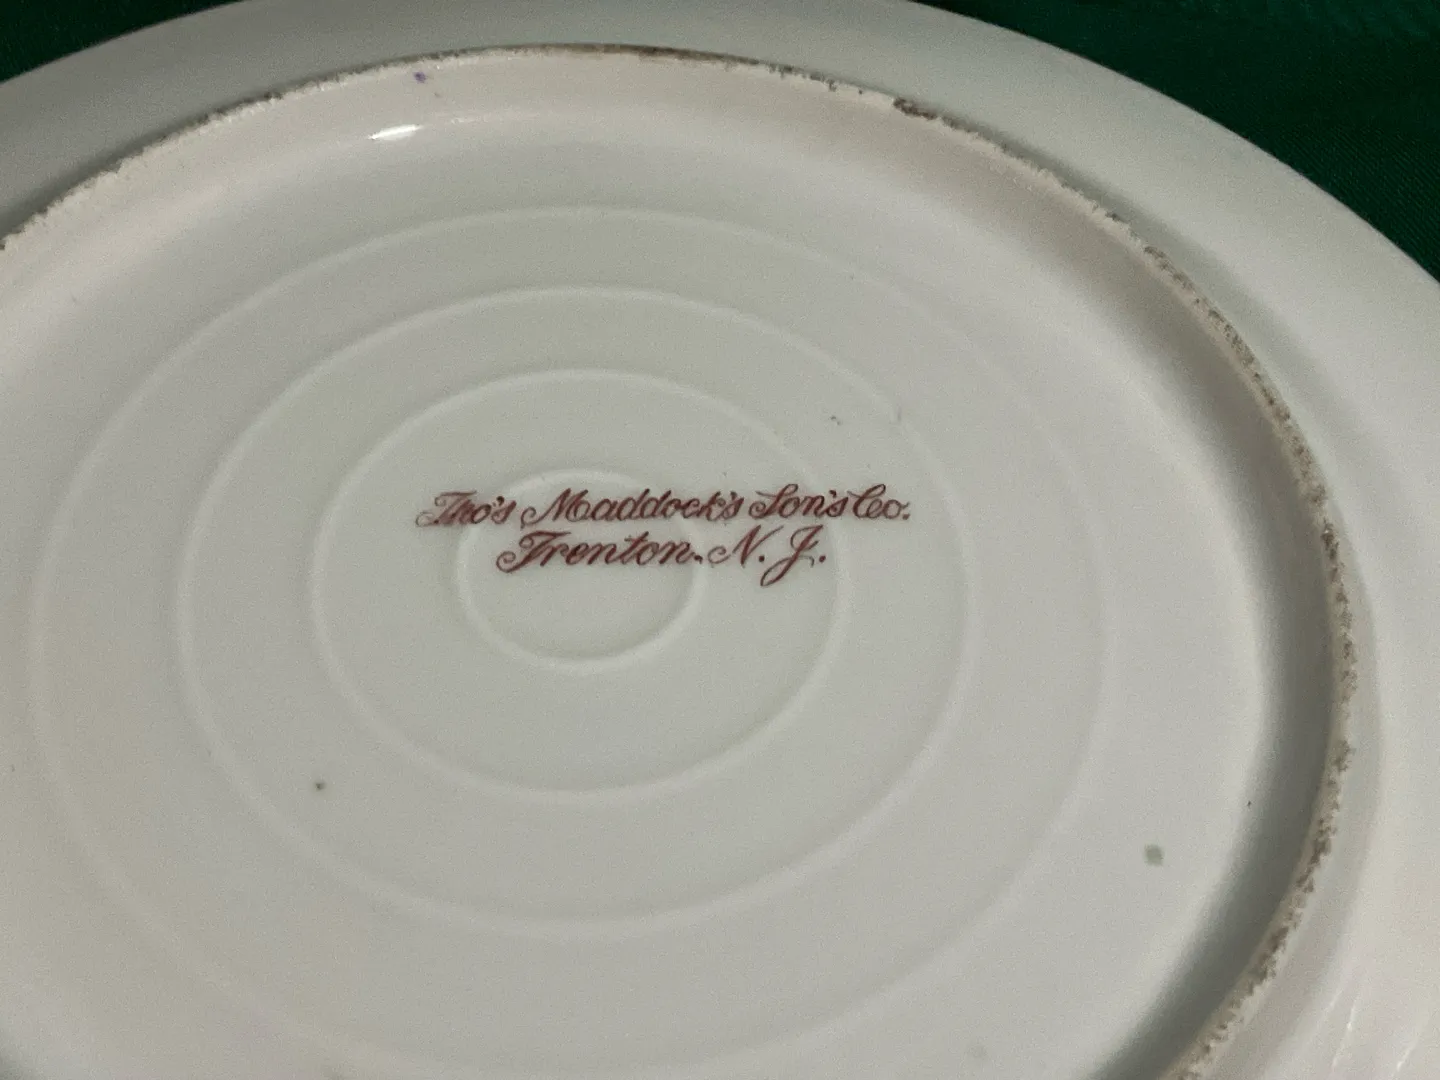 Tho's Maddock's Son's Co.
Trenton. N. J.